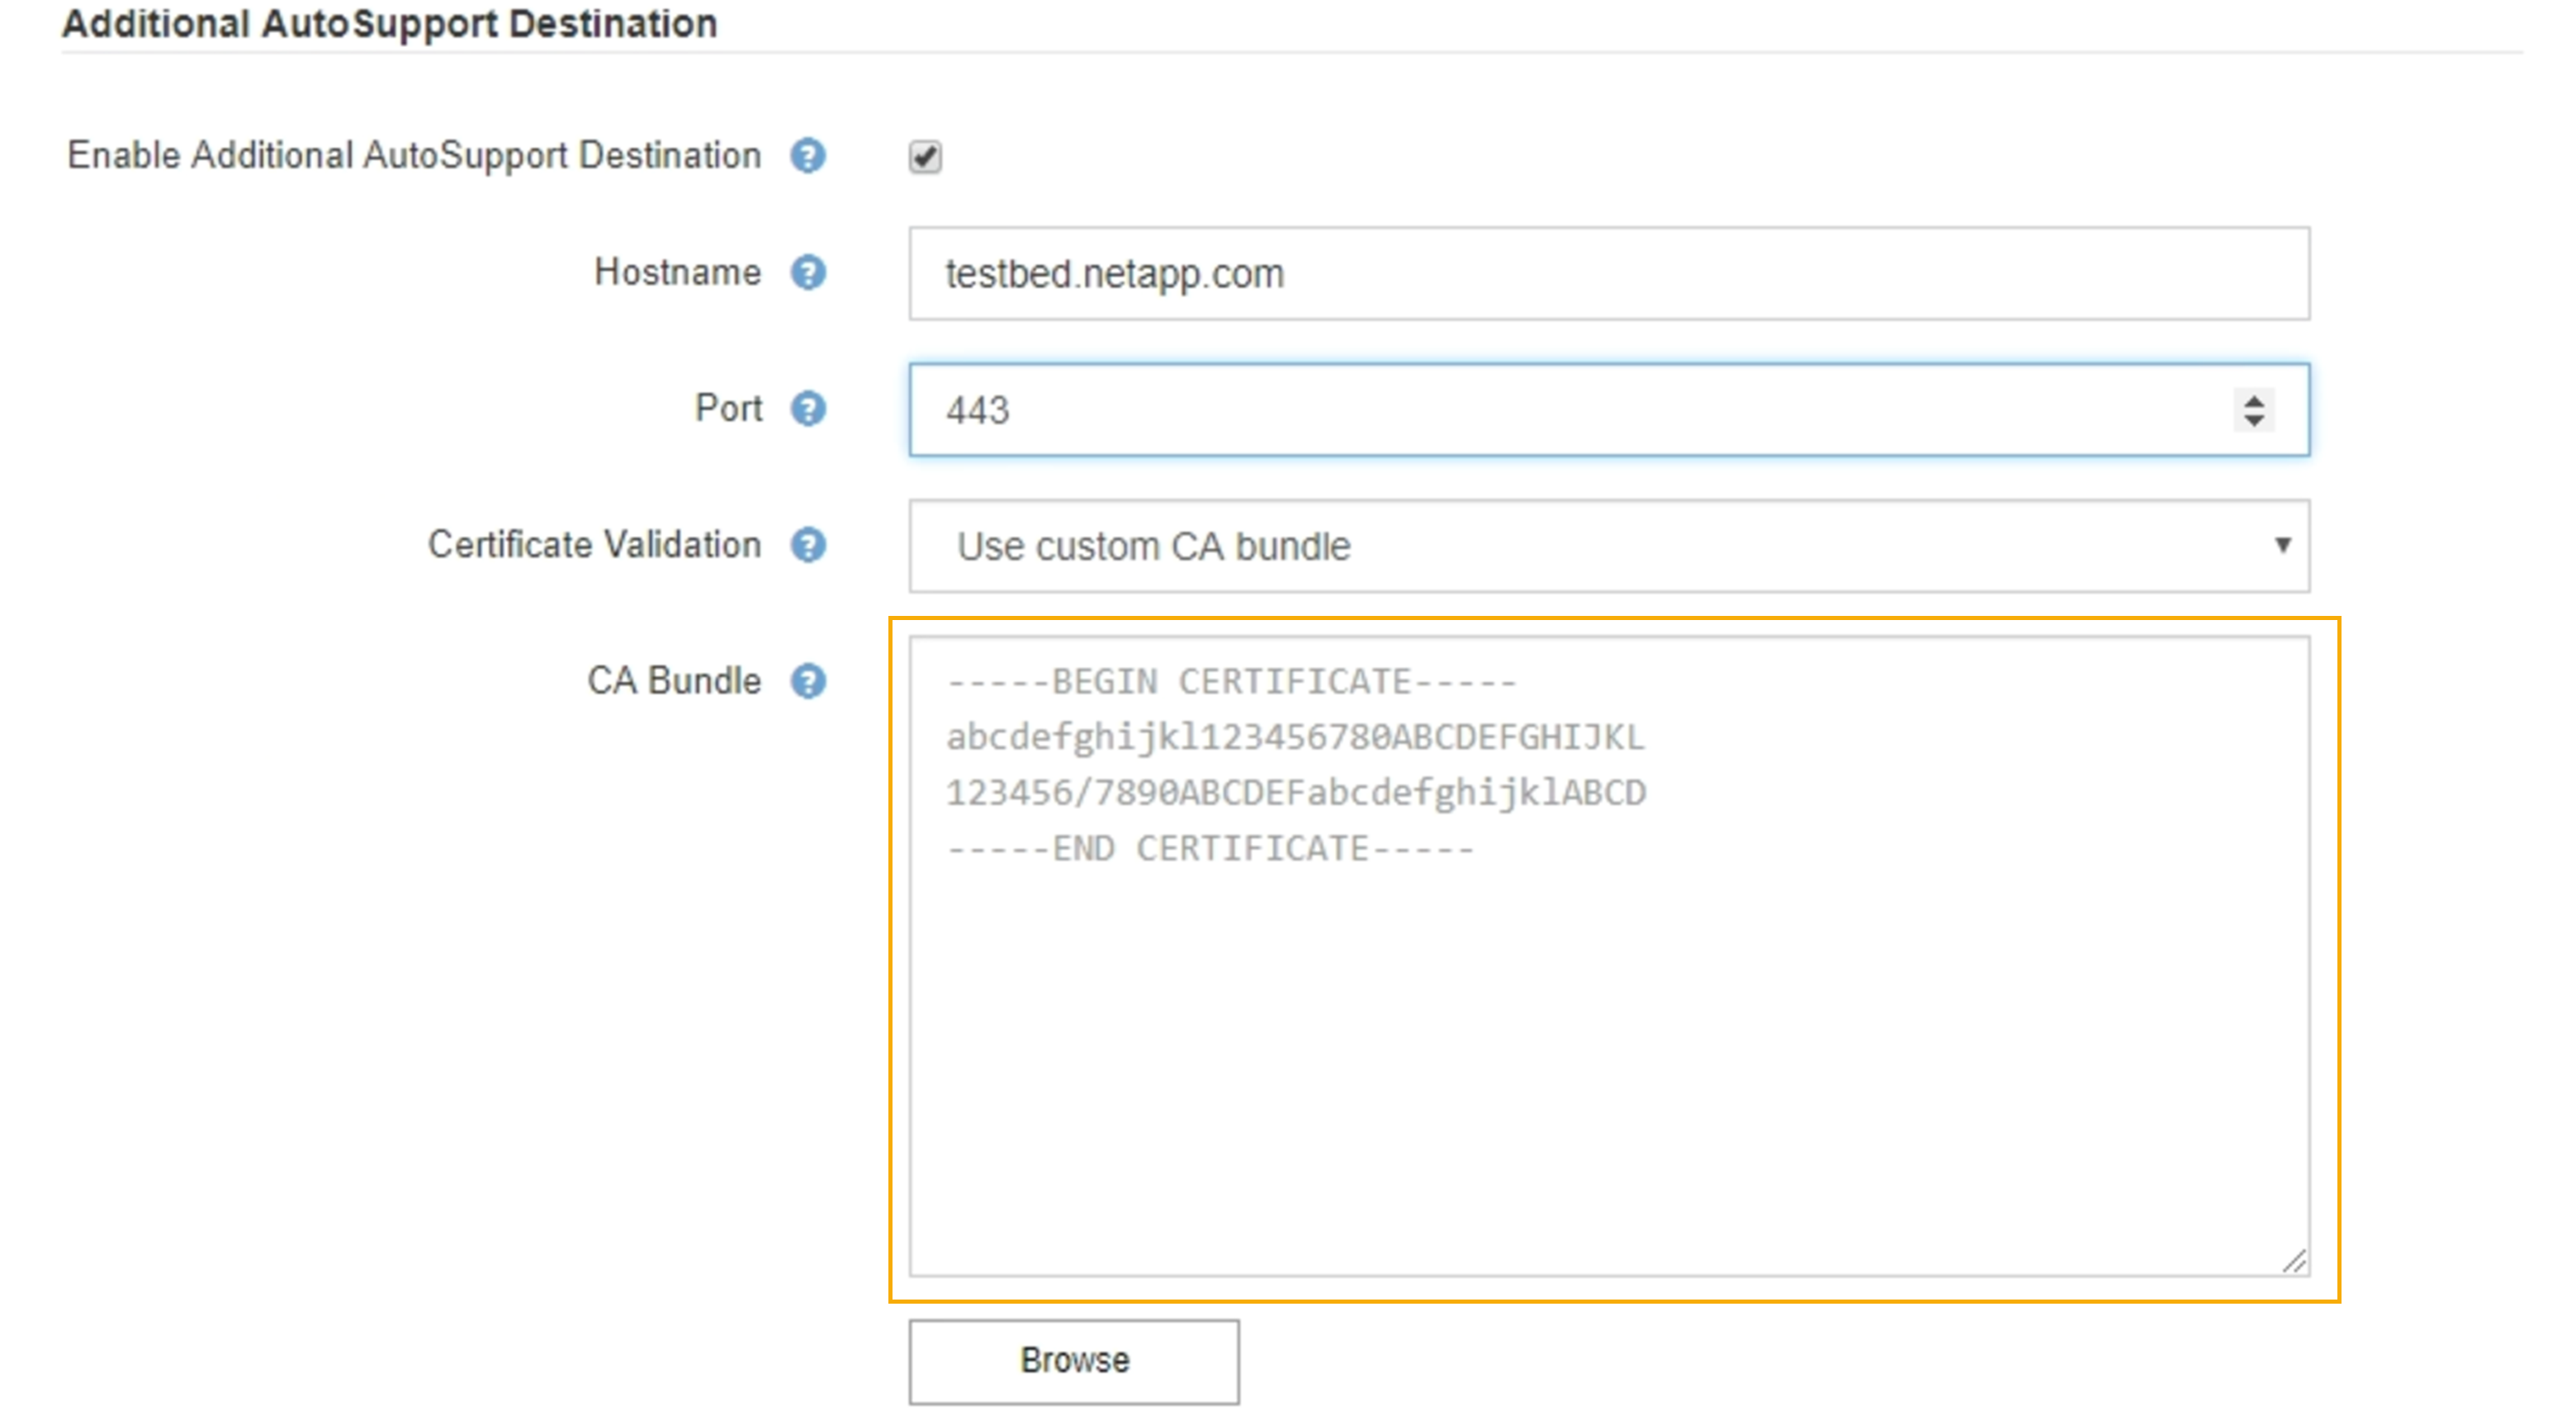 Additional AutoSupport Destination
Enable Additional AutoSupport Destination
Hostname testbed.netapp.com
Port 443
Certificate Validation Use custom CA bundle
CA Bundle -----BEGIN CERTIFICATE-----
abcdefghijkl123456780ABCDEFGHIJKL
123456/7890ABCDEFabcdefghijklABCD
-----END CERTIFICATE-----
Browse